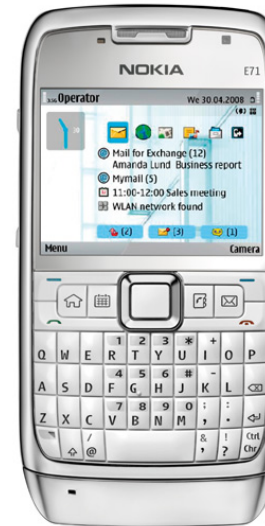 NOKIA E71
3.5G Operator We 30.04.2008
Mail for Exchange (12)
Amanda Lund Business report
Mymail (5)
11:00-12:00 Sales meeting
WLAN network found
(2) (3) (1)
Menu Camera
1 2 3 * +
Q W E R T Y U I O P
4 5 6 # -
A S D F G H J K L
7 8 9 0 ; :
Z X C V B N M , .
/ & ! Ctrl
@ ' ? Chr